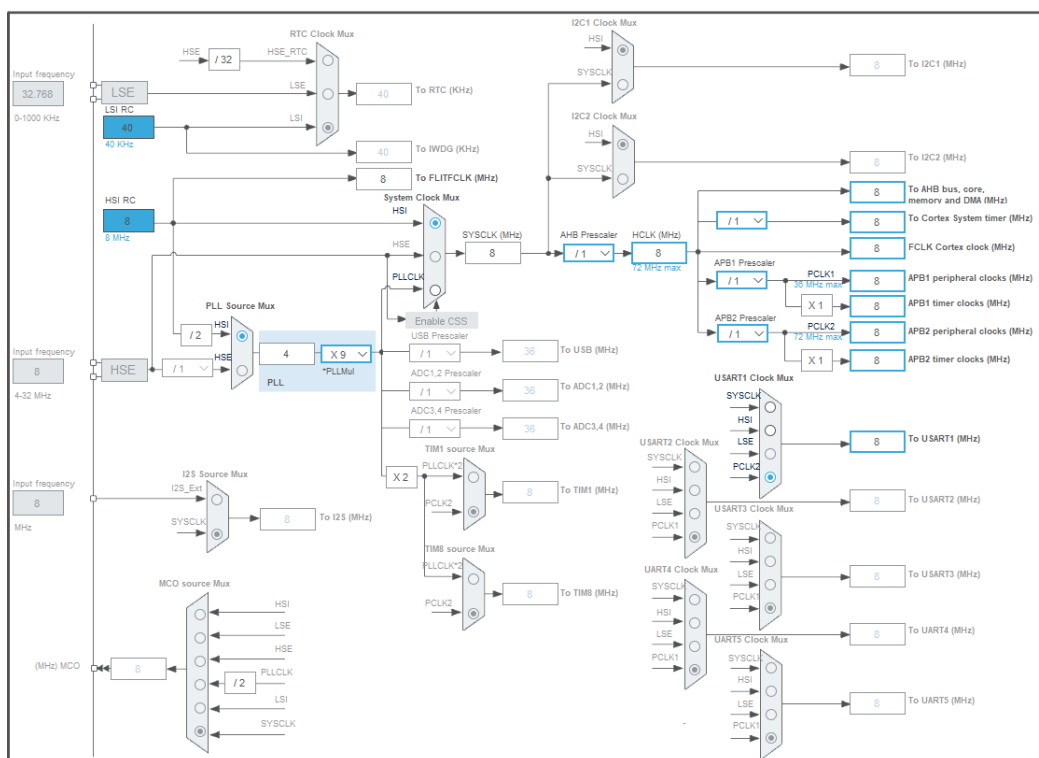 RTC Clock Mux
HSE
/ 32
HSE_RTC
Input frequency
32.768
0-1000 KHz
LSE
LSE
40
To RTC (KHz)
LSI RC
40
40 KHz
LSI
40
To IWDG (KHz)
8
To FLITFCLK (MHz)
HSI RC
8
8 MHz
System Clock Mux
HSI
HSE
PLLCLK
Enable CSS
SYSCLK (MHz)
8
AHB Prescaler
/ 1
HCLK (MHz)
8
72 MHz max
I2C1 Clock Mux
HSI
SYSCLK
8
To I2C1 (MHz)
I2C2 Clock Mux
HSI
SYSCLK
8
To I2C2 (MHz)
8
To AHB bus, core,
memory and DMA (MHz)
/ 1
8
To Cortex System timer (MHz)
8
FCLK Cortex clock (MHz)
APB1 Prescaler
/ 1
PCLK1
36 MHz max
8
APB1 peripheral clocks (MHz)
X 1
8
APB1 timer clocks (MHz)
APB2 Prescaler
/ 1
PCLK2
72 MHz max
8
APB2 peripheral clocks (MHz)
X 1
8
APB2 timer clocks (MHz)
PLL Source Mux
/ 2
HSI
Input frequency
8
4-32 MHz
HSE
/ 1
HSE
4
X 9
*PLLMul
PLL
USB Prescaler
/ 1
36
To USB (MHz)
ADC1,2 Prescaler
/ 1
36
To ADC1,2 (MHz)
ADC3,4 Prescaler
/ 1
36
To ADC3,4 (MHz)
X 2
TIM1 source Mux
PLLCLK*2
PCLK2
8
To TIM1 (MHz)
TIM8 source Mux
PLLCLK*2
PCLK2
8
To TIM8 (MHz)
Input frequency
8
MHz
I2S Source Mux
I2S_Ext
SYSCLK
8
To I2S (MHz)
MCO source Mux
HSI
LSE
HSE
/ 2
PLLCLK
LSI
SYSCLK
(MHz) MCO
8
USART1 Clock Mux
SYSCLK
HSI
LSE
PCLK2
8
To USART1 (MHz)
USART2 Clock Mux
SYSCLK
HSI
LSE
PCLK1
8
To USART2 (MHz)
USART3 Clock Mux
SYSCLK
HSI
LSE
PCLK1
8
To USART3 (MHz)
UART4 Clock Mux
SYSCLK
HSI
LSE
PCLK1
8
To UART4 (MHz)
UART5 Clock Mux
SYSCLK
HSI
LSE
PCLK1
8
To UART5 (MHz)